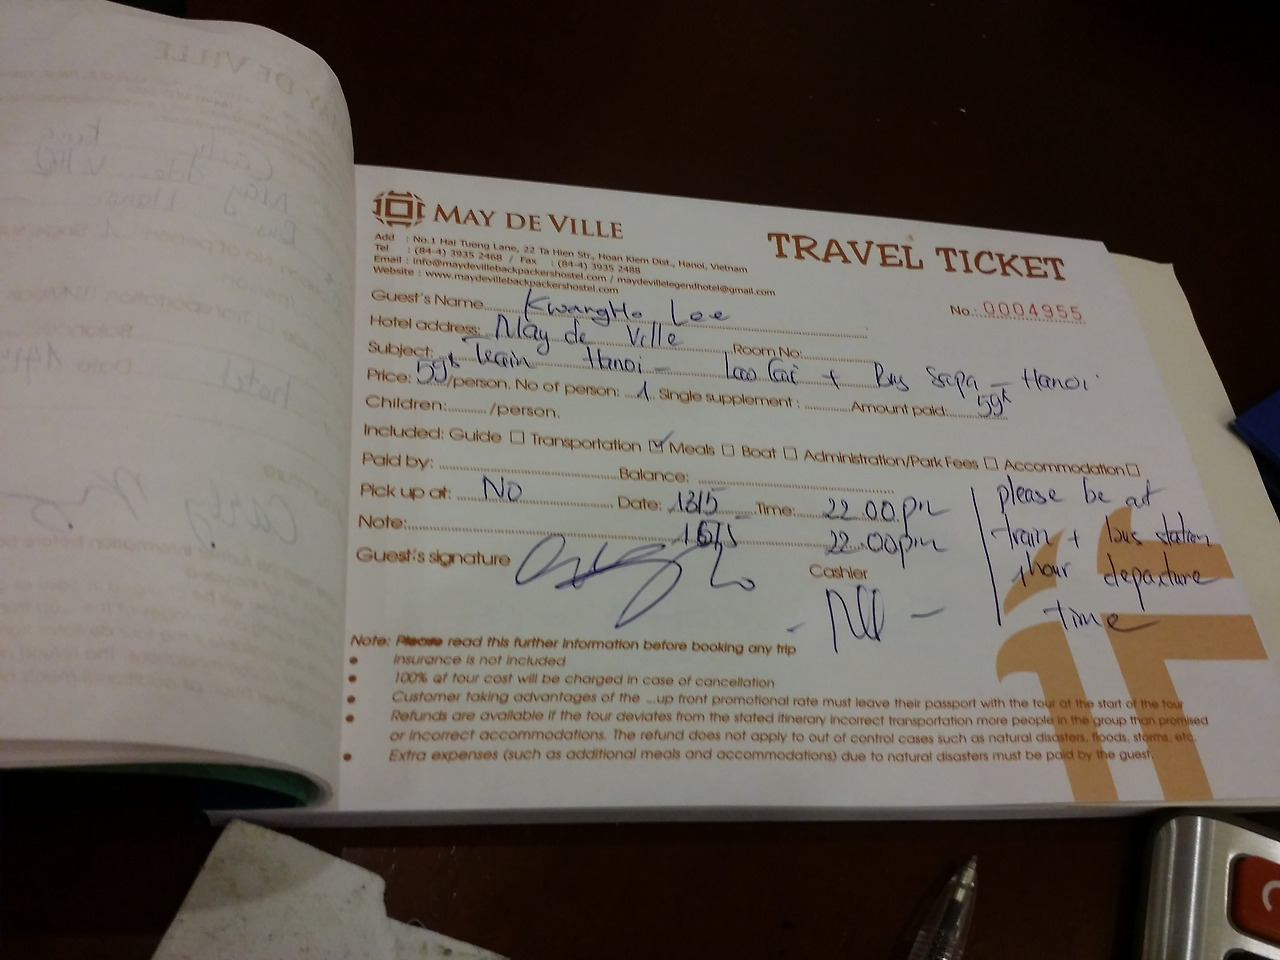 MAY DE VILLE
TRAVEL TICKET
Add : No.1 Hai Tuong Lane, 22 Ta Hien Str., Hoan Kiem Dist., Hanoi, Vietnam
Tel : (84-4) 3935 2468 / Fax : (84-4) 3935 2488
Email : info@maydevillebackpackershostel.com / maydevillelegendhotel@gmail.com
Website : www.maydevillebackpackershostel.com
No.: 0004955
Guest's Name KwangHo Lee
Hotel address: May de Ville Room No:
Subject: Train Hanoi - Lao Cai + Bus Sapa - Hanoi
Price: 59$ /person. No of person: 1 Single supplement : Amount paid: 59$
Children: /person.
Included: Guide Transportation Meals Boat Administration/Park Fees Accommodation
Paid by: Balance:
Pick up at: No Date: 13/5 Time: 22.00pm
Note: 15/5 22.00pm
please be at
train + bus station
1hour departure
time
Guest's signature
Cashier
Note: Please read this further information before booking any trip
• Insurance is not included
• 100% of tour cost will be charged in case of cancellation
• Customer taking advantages of the ...up front promotional rate must leave their passport with the tour at the start of the tour
• Refunds are available if the tour deviates from the stated itinerary incorrect transportation more people in the group than promised
or incorrect accommodations. The refund does not apply to out of control cases such as natural disasters, floods, storms, etc.
• Extra expenses (such as additional meals and accommodations) due to natural disasters must be paid by the guest.